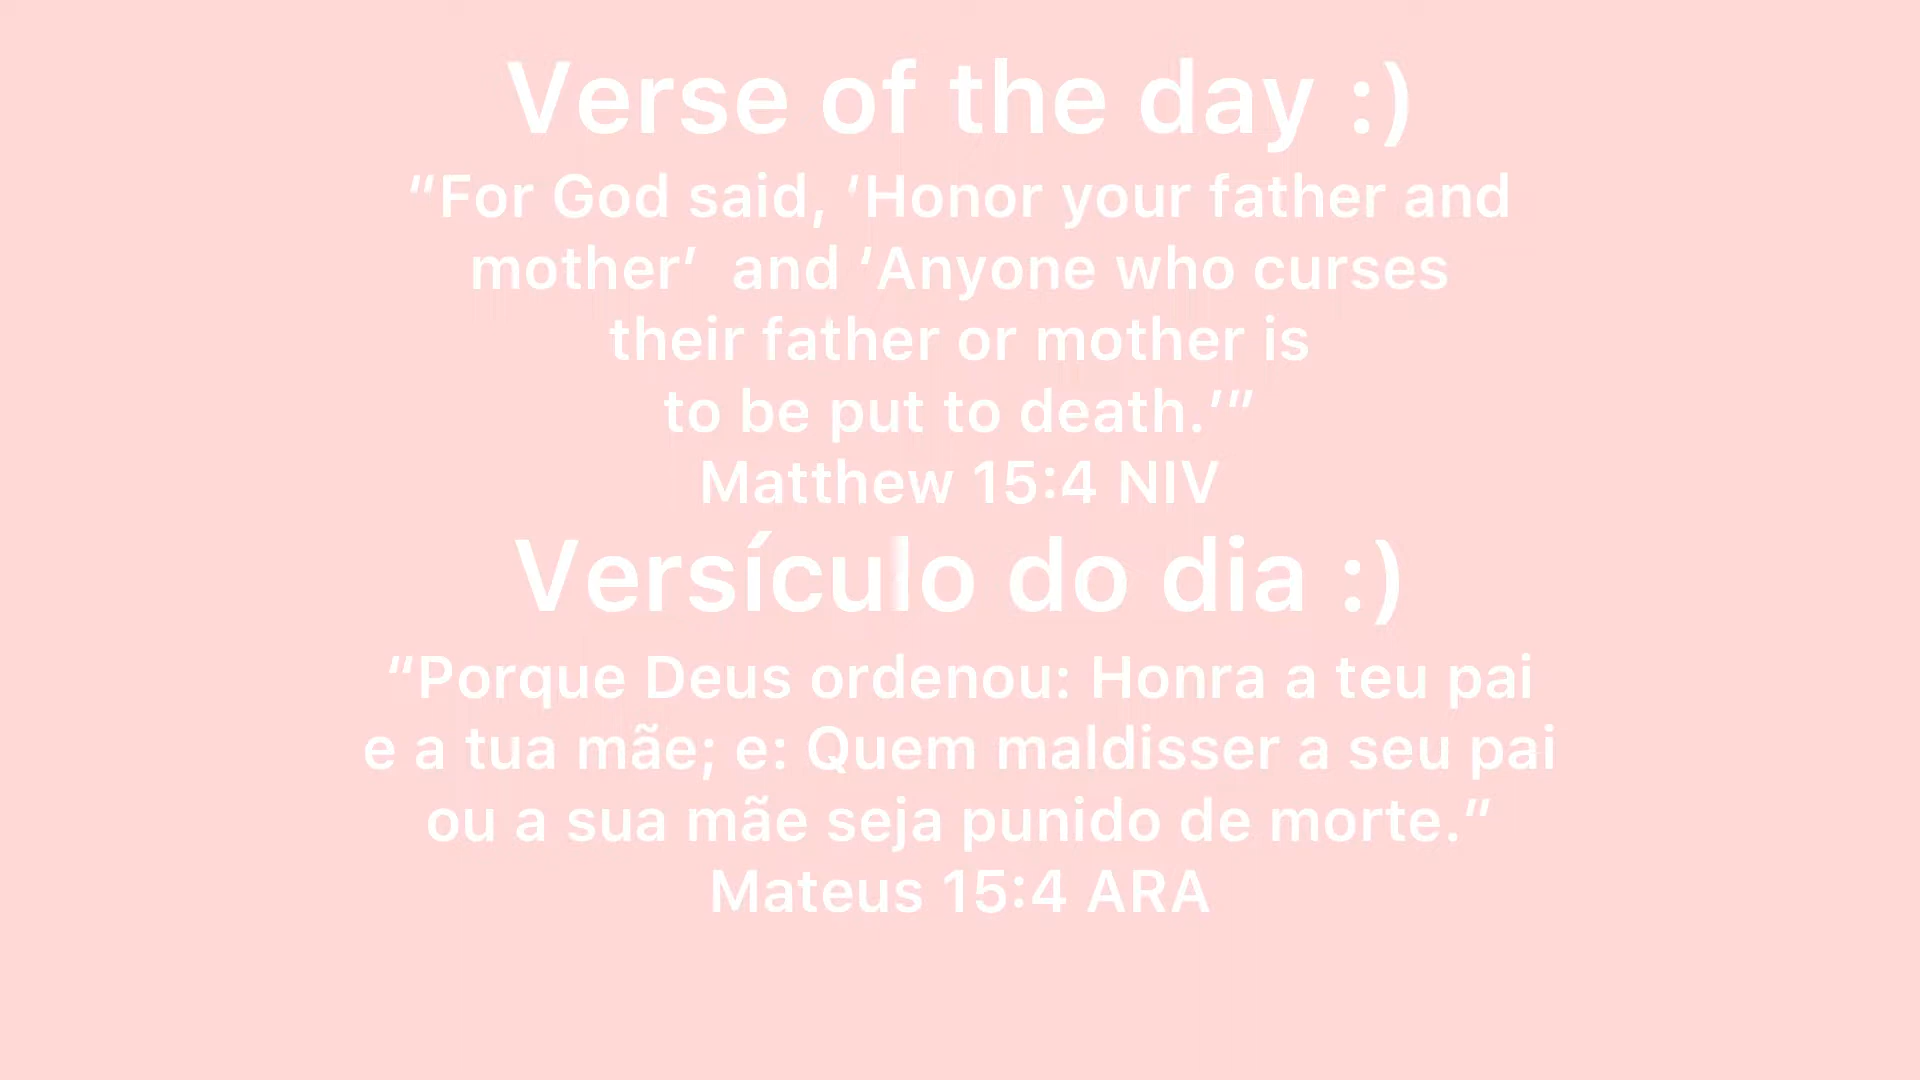 Verse of the day :)
“For God said, ‘Honor your father and
mother’  and ‘Anyone who curses
their father or mother is
to be put to death.’”
Matthew 15:4 NIV
Versículo do dia :)
“Porque Deus ordenou: Honra a teu pai
e a tua mãe; e: Quem maldisser a seu pai
ou a sua mãe seja punido de morte.”
Mateus 15:4 ARA